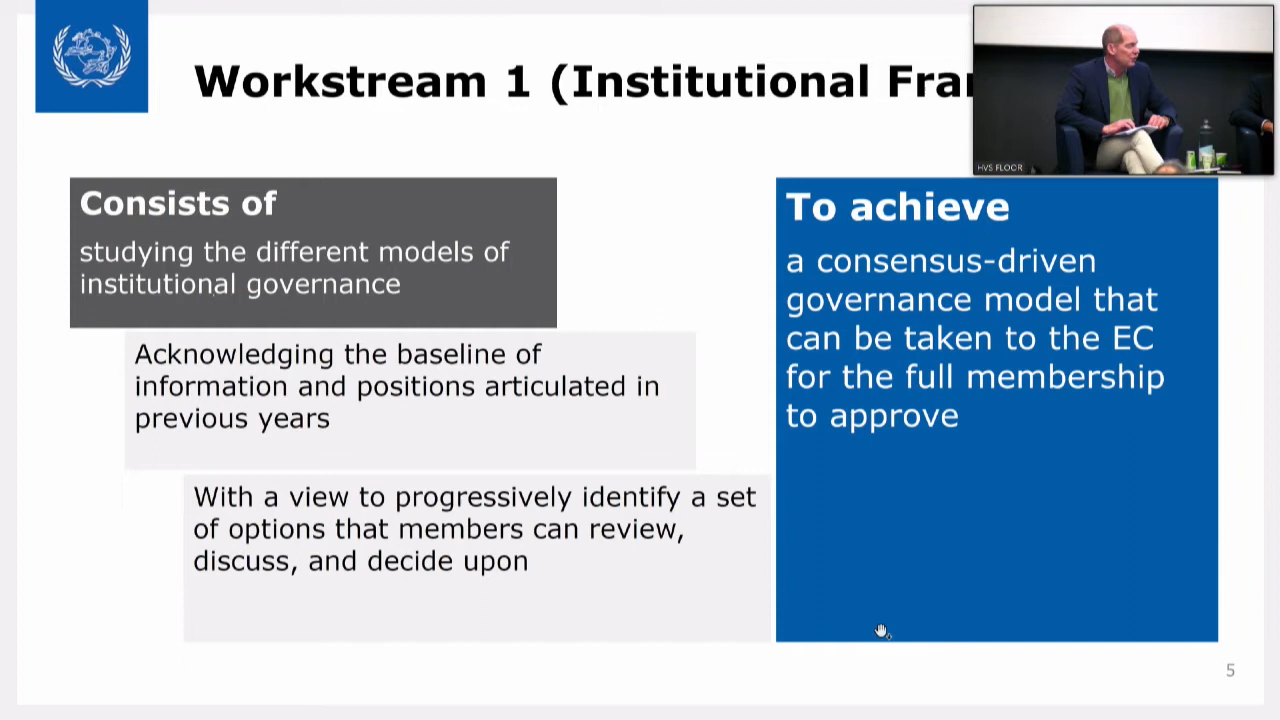 Workstream 1 (Institutional Fra
HVS FLOOR
Consists of
studying the different models of
institutional governance
Acknowledging the baseline of
information and positions articulated in
previous years
With a view to progressively identify a set
of options that members can review,
discuss, and decide upon
To achieve
a consensus-driven
governance model that
can be taken to the EC
for the full membership
to approve
5